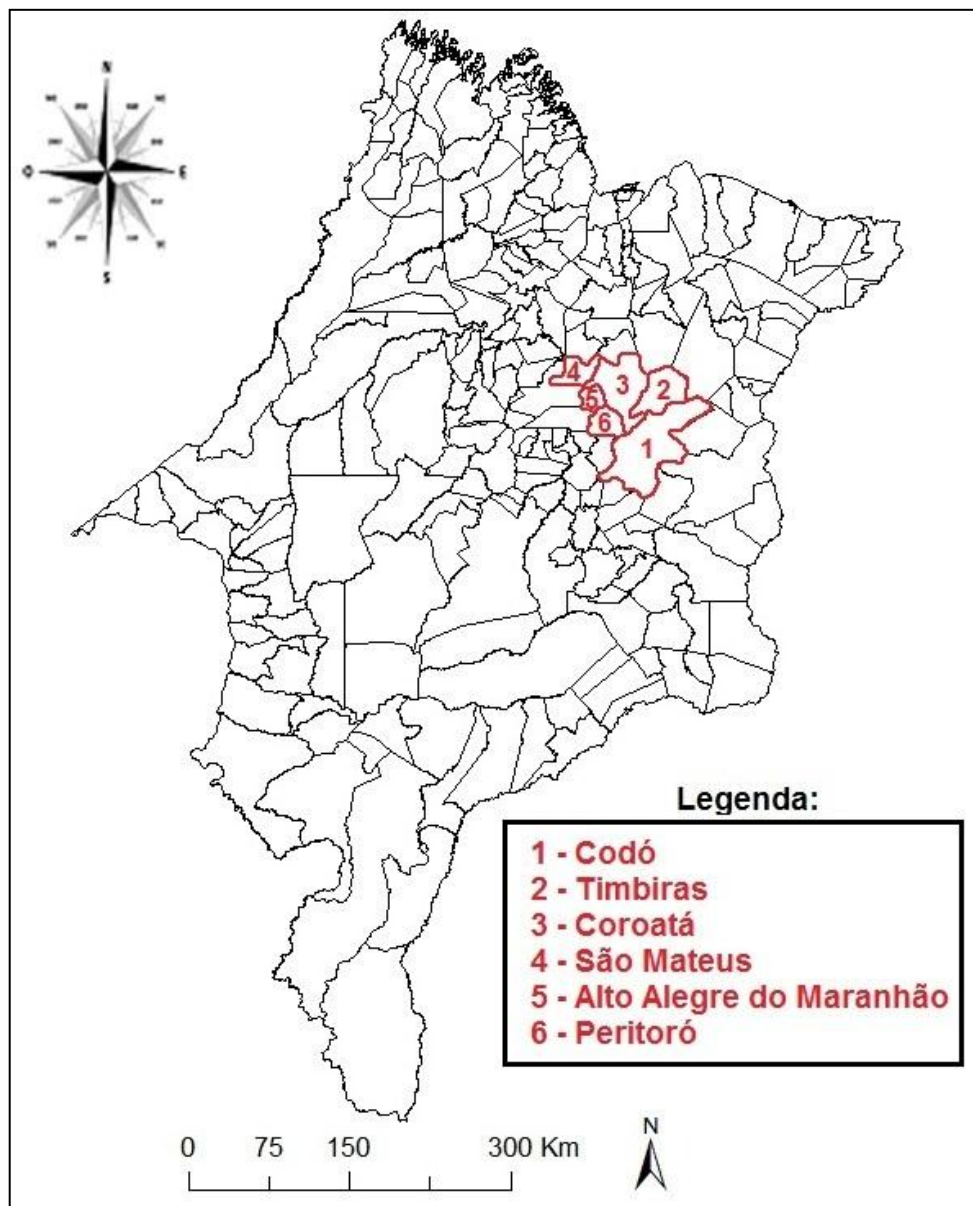 N
O
E
S
4
3
2
5
6
1
Legenda:
1 - Codó
2 - Timbiras
3 - Coroatá
4 - São Mateus
5 - Alto Alegre do Maranhão
6 - Peritoró
0 75 150 300 Km
N